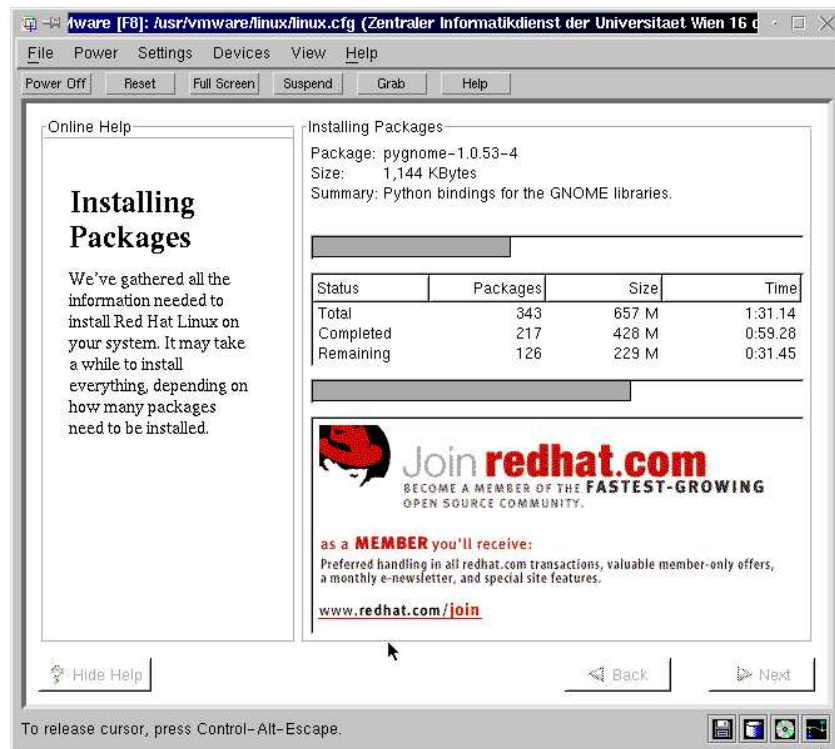 ware [F8]: /usr/vmware/linux/linux.cfg (Zentraler Informatikdienst der Universitaet Wien 16
File Power Settings Devices View Help
Power Off Reset Full Screen Suspend Grab Help
Online Help
Installing
Packages
We've gathered all the
information needed to
install Red Hat Linux on
your system. It may take
a while to install
everything, depending on
how many packages
need to be installed.
Installing Packages
Package: pygnome-1.0.53-4
Size: 1,144 KBytes
Summary: Python bindings for the GNOME libraries.
Status Packages Size Time
Total 343 657 M 1:31.14
Completed 217 428 M 0:59.28
Remaining 126 229 M 0:31.45
Join redhat.com
BECOME A MEMBER OF THE FASTEST-GROWING
OPEN SOURCE COMMUNITY.
as a MEMBER you'll receive:
Preferred handling in all redhat.com transactions, valuable member-only offers,
a monthly e-newsletter, and special site features.
www.redhat.com/join
Hide Help Back Next
To release cursor, press Control-Alt-Escape.